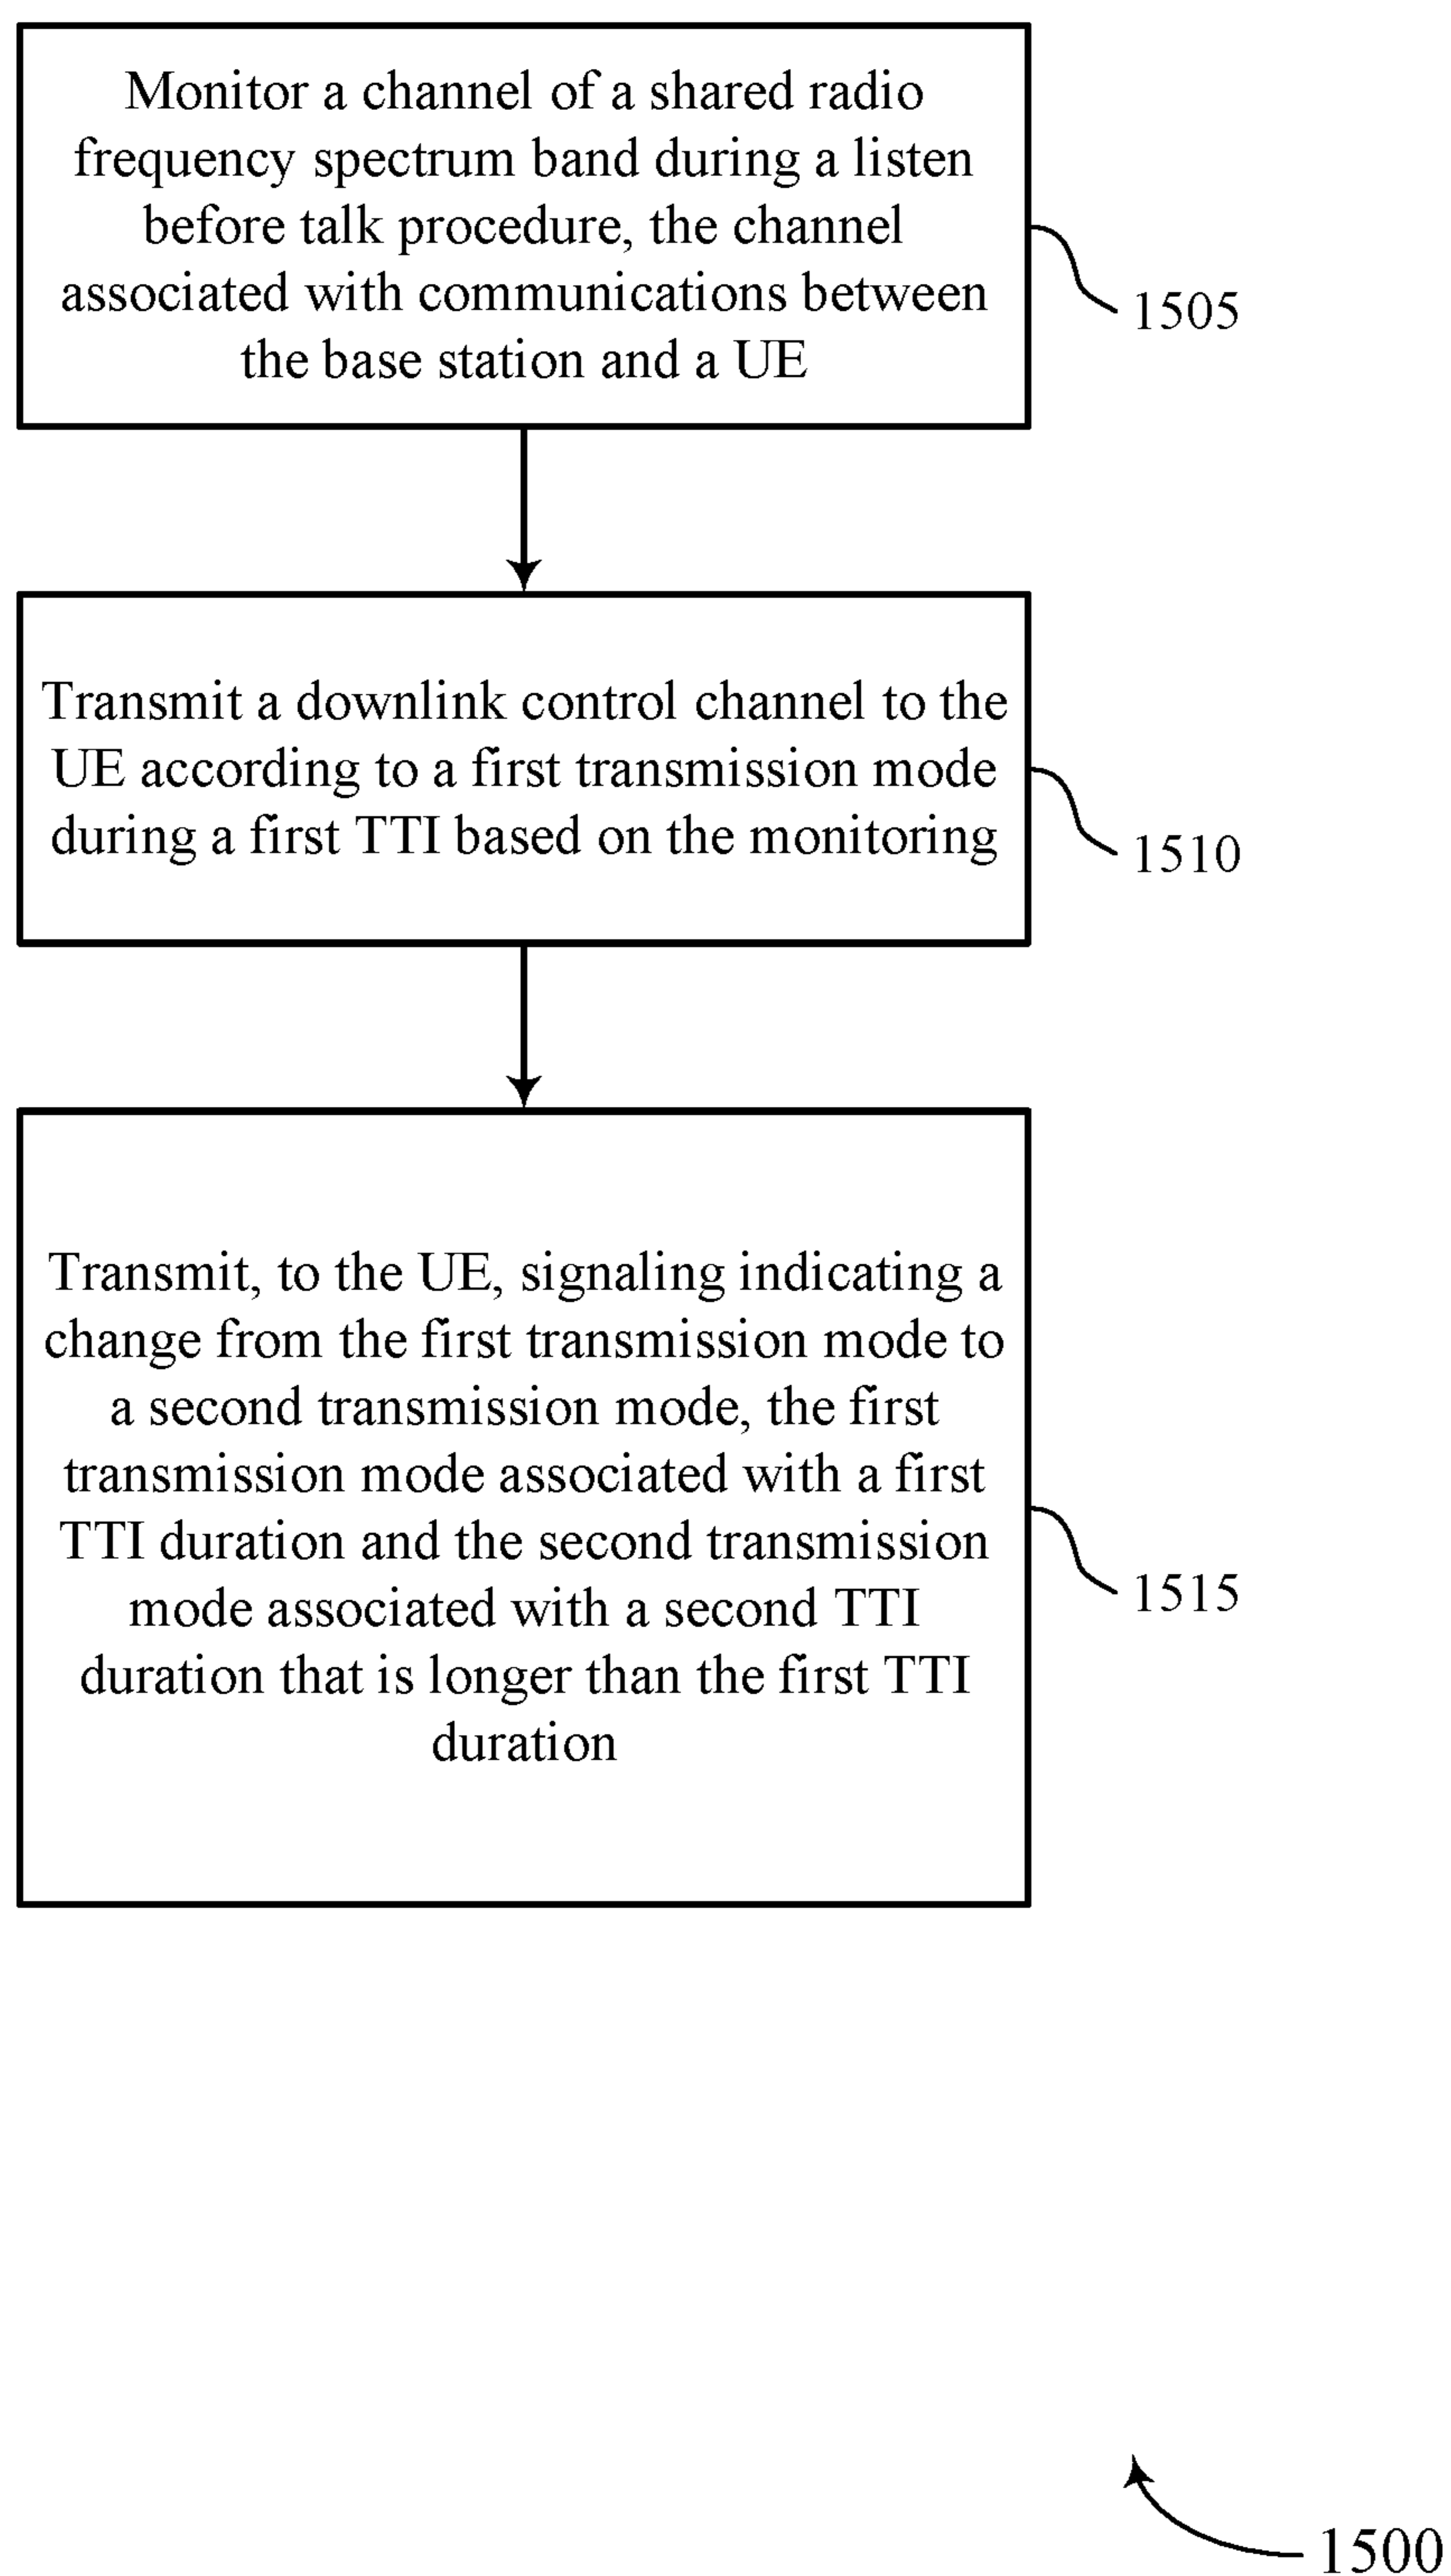 Monitor a channel of a shared radio
frequency spectrum band during a listen
before talk procedure, the channel
associated with communications between
the base station and a UE
1505
Transmit a downlink control channel to the
UE according to a first transmission mode
during a first TTI based on the monitoring
1510
Transmit, to the UE, signaling indicating a
change from the first transmission mode to
a second transmission mode, the first
transmission mode associated with a first
TTI duration and the second transmission
mode associated with a second TTI
duration that is longer than the first TTI
duration
1515
1500